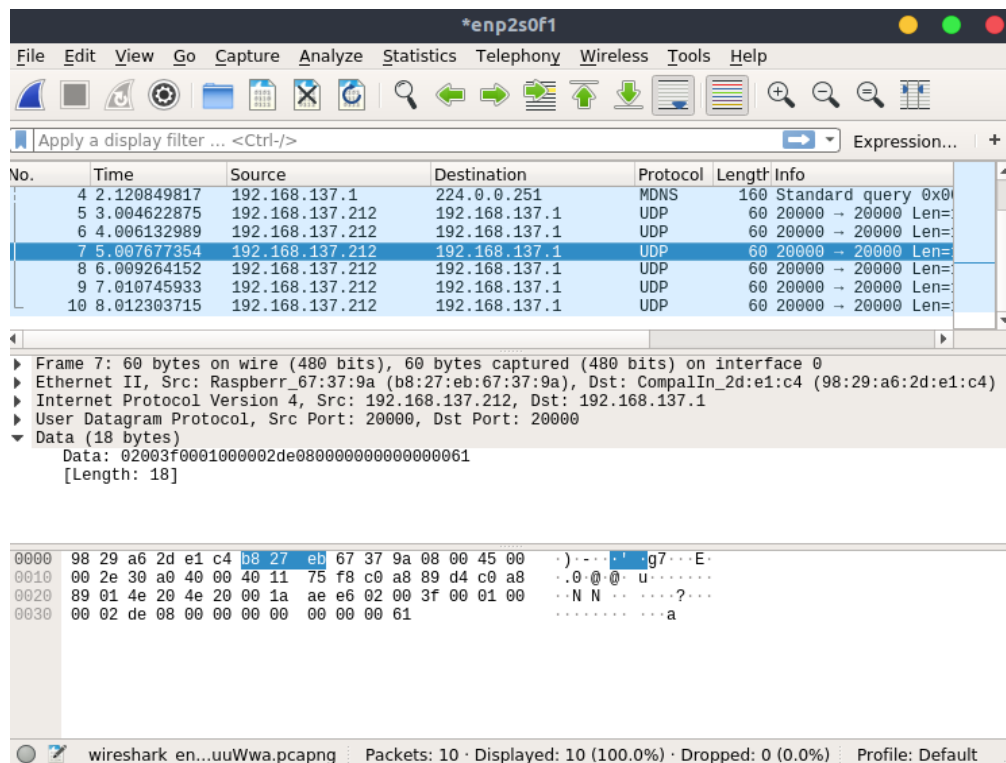 *enp2s0f1
File Edit View Go Capture Analyze Statistics Telephony Wireless Tools Help
Apply a display filter ... <Ctrl-/> Expression... +
No. Time Source Destination Protocol Length Info
4 2.120849817 192.168.137.1 224.0.0.251 MDNS 160 Standard query 0x0
5 3.004622875 192.168.137.212 192.168.137.1 UDP 60 20000 → 20000 Len=
6 4.006132989 192.168.137.212 192.168.137.1 UDP 60 20000 → 20000 Len=
7 5.007677354 192.168.137.212 192.168.137.1 UDP 60 20000 → 20000 Len=
8 6.009264152 192.168.137.212 192.168.137.1 UDP 60 20000 → 20000 Len=
9 7.010745933 192.168.137.212 192.168.137.1 UDP 60 20000 → 20000 Len=
10 8.012303715 192.168.137.212 192.168.137.1 UDP 60 20000 → 20000 Len=
Frame 7: 60 bytes on wire (480 bits), 60 bytes captured (480 bits) on interface 0
Ethernet II, Src: Raspberr_67:37:9a (b8:27:eb:67:37:9a), Dst: CompalIn_2d:e1:c4 (98:29:a6:2d:e1:c4)
Internet Protocol Version 4, Src: 192.168.137.212, Dst: 192.168.137.1
User Datagram Protocol, Src Port: 20000, Dst Port: 20000
Data (18 bytes)
Data: 02003f0001000002de080000000000000061
[Length: 18]
0000 98 29 a6 2d e1 c4 b8 27 eb 67 37 9a 08 00 45 00 ·)·-···' ·g7···E·
0010 00 2e 30 a0 40 00 40 11 75 f8 c0 a8 89 d4 c0 a8 ·.0·@·@· u·······
0020 89 01 4e 20 4e 20 00 1a ae e6 02 00 3f 00 01 00 ··N N ·· ····?···
0030 00 02 de 08 00 00 00 00 00 00 00 61 ········ ···a
wireshark_en...uuWwa.pcapng Packets: 10 · Displayed: 10 (100.0%) · Dropped: 0 (0.0%) Profile: Default